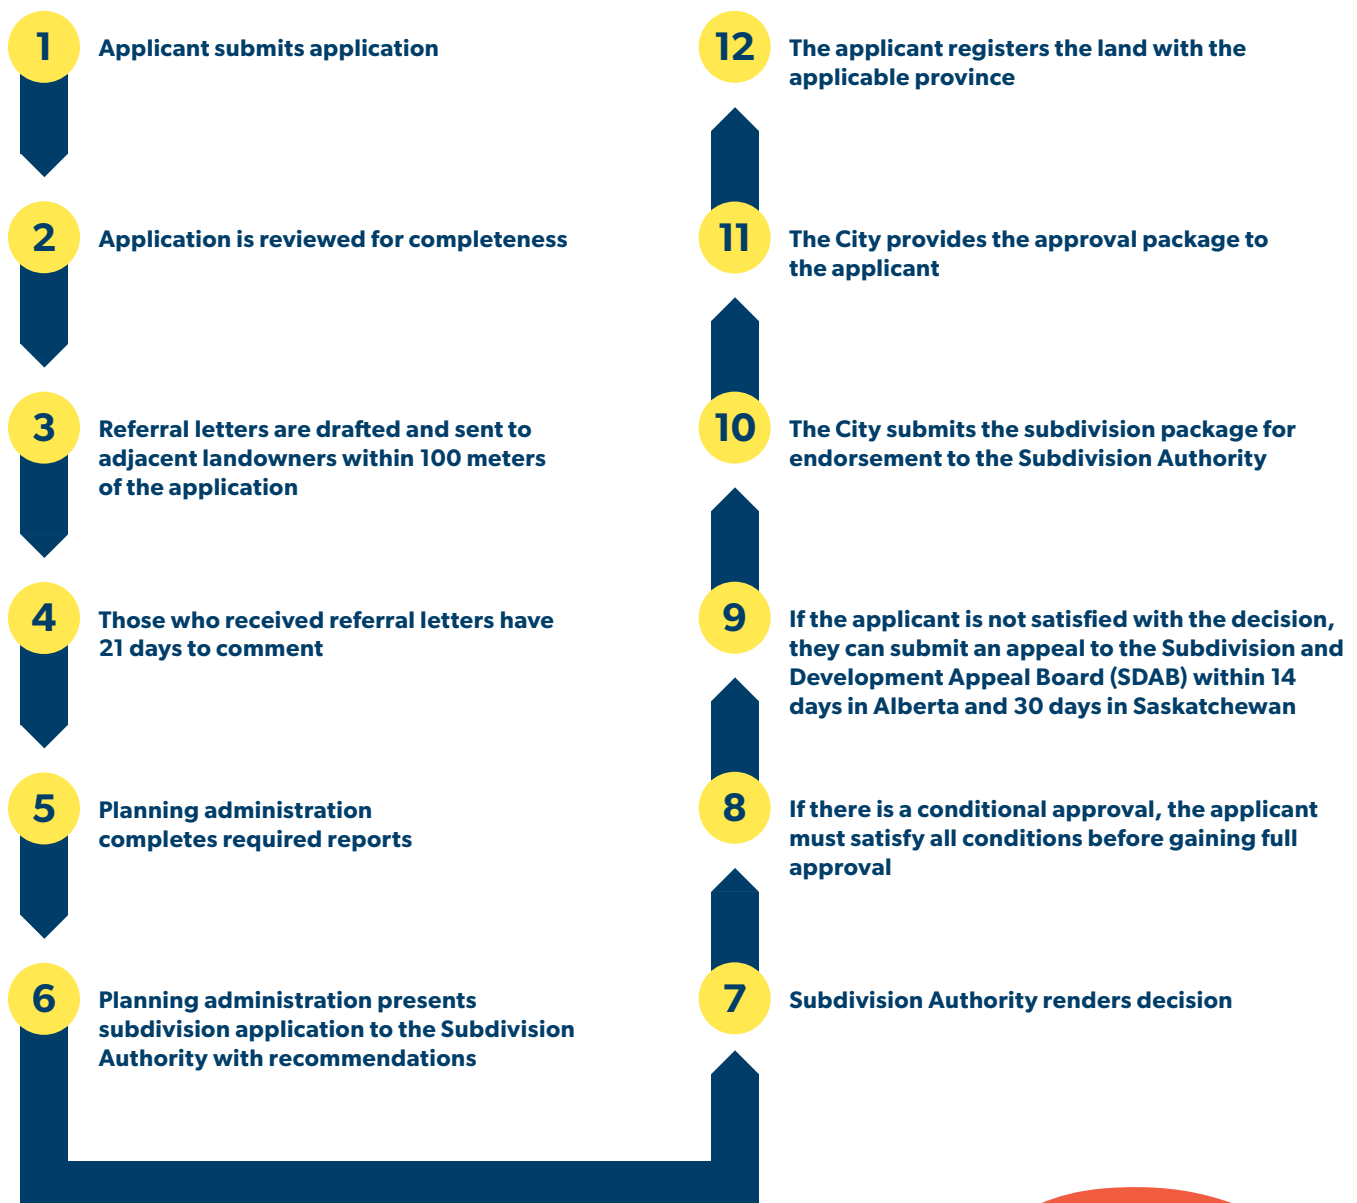 1
Applicant submits application
2
Application is reviewed for completeness
3
Referral letters are drafted and sent to
adjacent landowners within 100 meters
of the application
4
Those who received referral letters have
21 days to comment
5
Planning administration
completes required reports
6
Planning administration presents
subdivision application to the Subdivision
Authority with recommendations
7
Subdivision Authority renders decision
8
If there is a conditional approval, the applicant
must satisfy all conditions before gaining full
approval
9
If the applicant is not satisfied with the decision,
they can submit an appeal to the Subdivision and
Development Appeal Board (SDAB) within 14
days in Alberta and 30 days in Saskatchewan
10
The City submits the subdivision package for
endorsement to the Subdivision Authority
11
The City provides the approval package to
the applicant
12
The applicant registers the land with the
applicable province